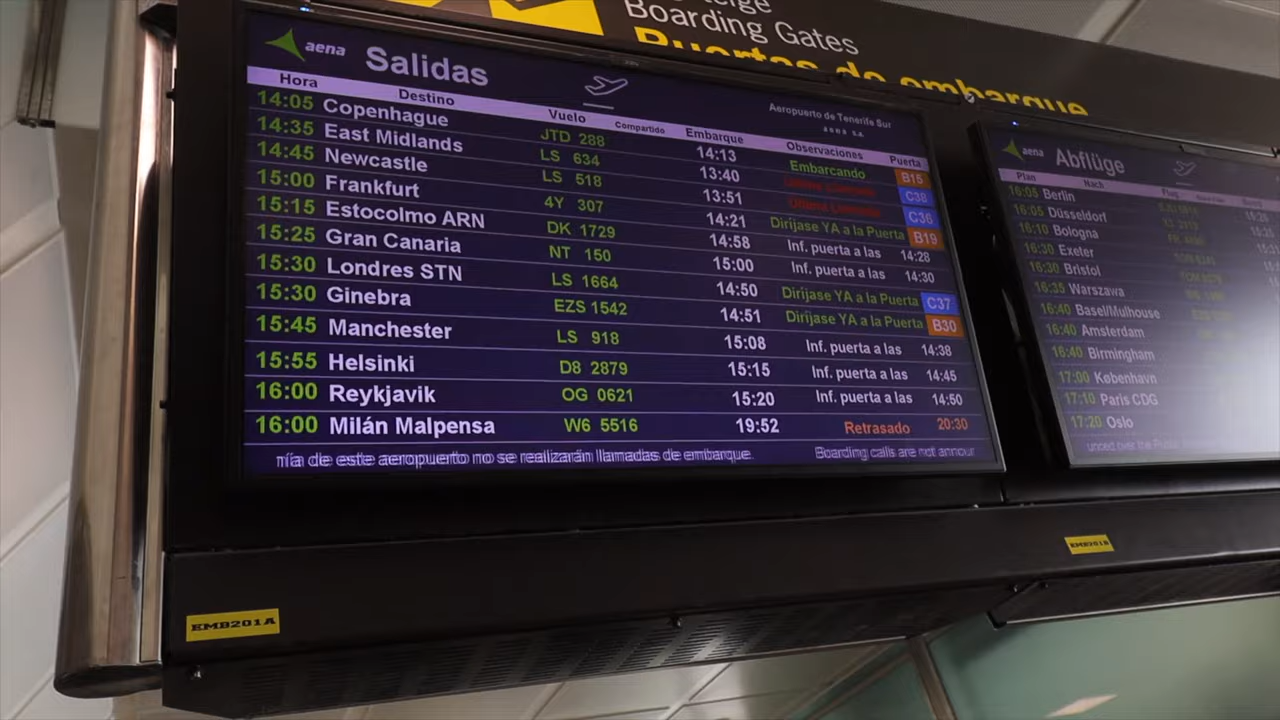 Boarding Gates
Puertas de embarque
aena Salidas
Aeropuerto de Tenerife Sur
Hora Destino Vuelo Compartido Embarque Observaciones Puerta
14:05 Copenhague JTD 288 14:13 Embarcando B15
14:35 East Midlands LS 634 13:40 C38
14:45 Newcastle LS 518 13:51 C36
15:00 Frankfurt 4Y 307 14:21 Diríjase YA a la Puerta B19
15:15 Estocolmo ARN DK 1729 14:58 Inf. puerta a las 14:28
15:25 Gran Canaria NT 150 15:00 Inf. puerta a las 14:30
15:30 Londres STN LS 1664 14:50 Diríjase YA a la Puerta C37
15:30 Ginebra EZS 1542 14:51 Diríjase YA a la Puerta B30
15:45 Manchester LS 918 15:08 Inf. puerta a las 14:38
15:55 Helsinki D8 2879 15:15 Inf. puerta a las 14:45
16:00 Reykjavik OG 0621 15:20 Inf. puerta a las 14:50
16:00 Milán Malpensa W6 5516 19:52 Retrasado 20:30
nía de este aeropuerto no se realizarán llamadas de embarque. Boarding calls are not annour
aena Abflüge
Plan Nach Flug
16:05 Berlin
16:05 Düsseldorf
16:10 Bologna
16:30 Exeter
16:30 Bristol
16:35 Warszawa
16:40 Basel/Mulhouse
16:40 Amsterdam
16:40 Birmingham
17:00 København
17:10 Paris CDG
17:20 Oslo
unced over the Public
EMB201A
EMB201B